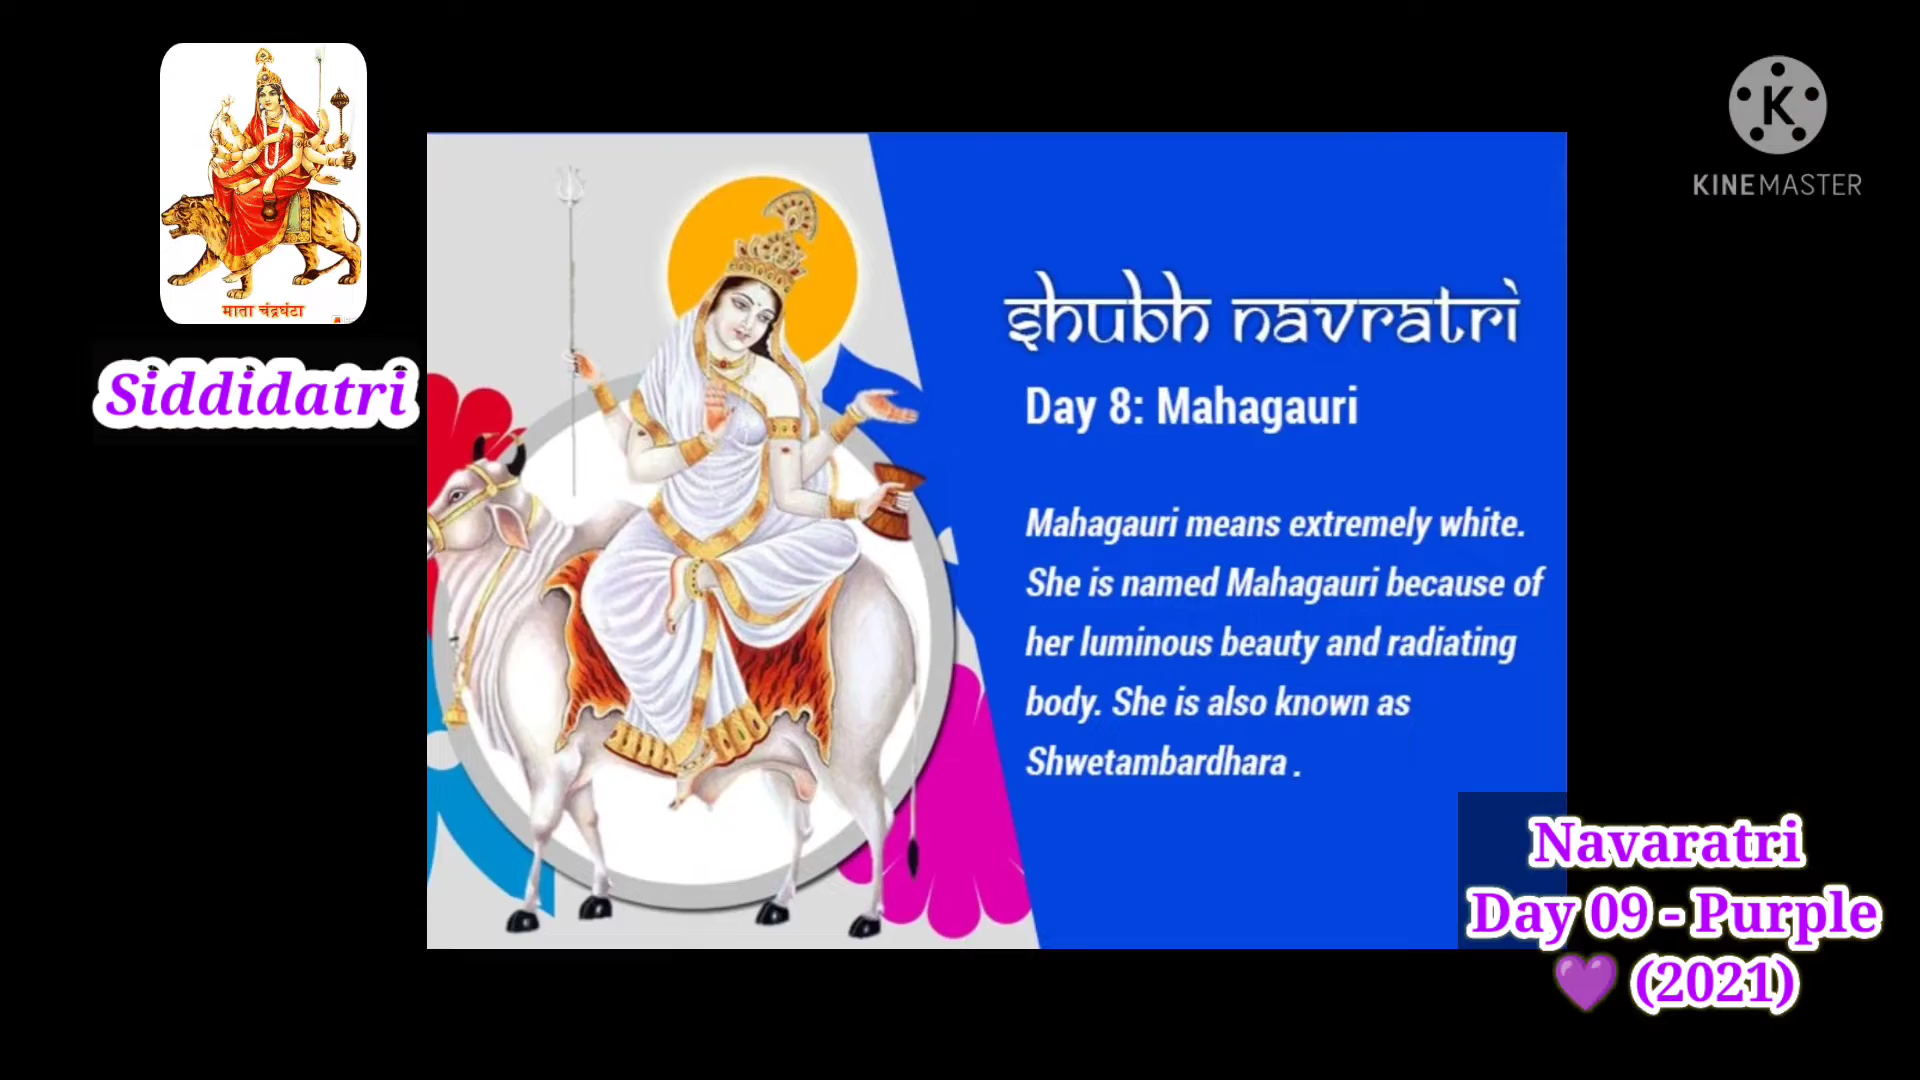 माता चंद्रघंटा
Siddidatri
KINEMASTER
shubh navratri
Day 8: Mahagauri
Mahagauri means extremely white.
She is named Mahagauri because of
her luminous beauty and radiating
body. She is also known as
Shwetambardhara .
Navaratri
Day 09 - Purple
💜 (2021)